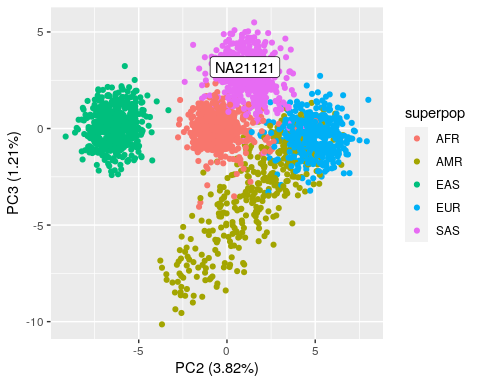 5
0
-5
-10
PC3 (1.21%)
NA21121
-5
0
5
PC2 (3.82%)
superpop
AFR
AMR
EAS
EUR
SAS